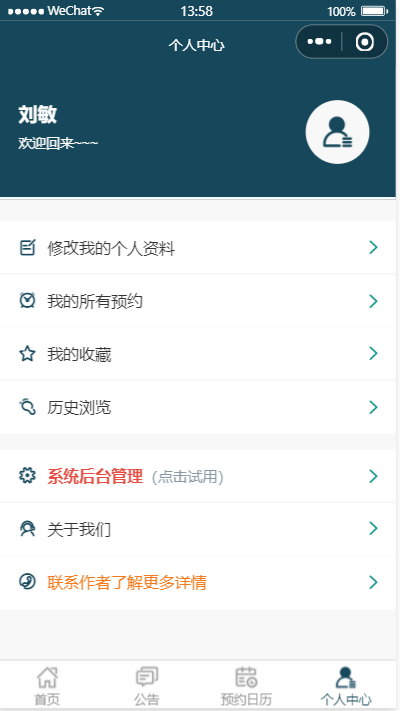 WeChat 13:58 100%
个人中心
刘敏
欢迎回来~~~
修改我的个人资料
我的所有预约
我的收藏
历史浏览
系统后台管理（点击试用）
关于我们
联系作者了解更多详情
首页 公告 预约日历 个人中心